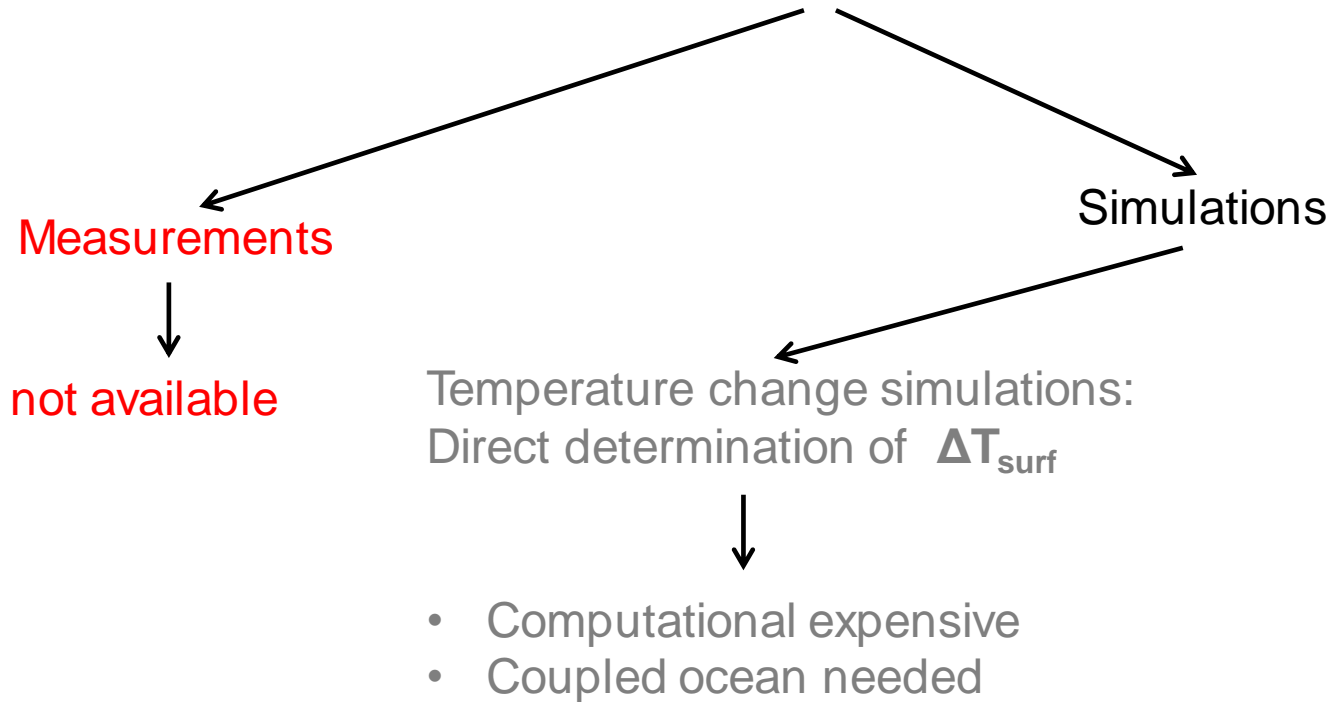 Simulations
Measurements
not available
Temperature change simulations:
Direct determination of ΔTsurf
• Computational expensive
• Coupled ocean needed